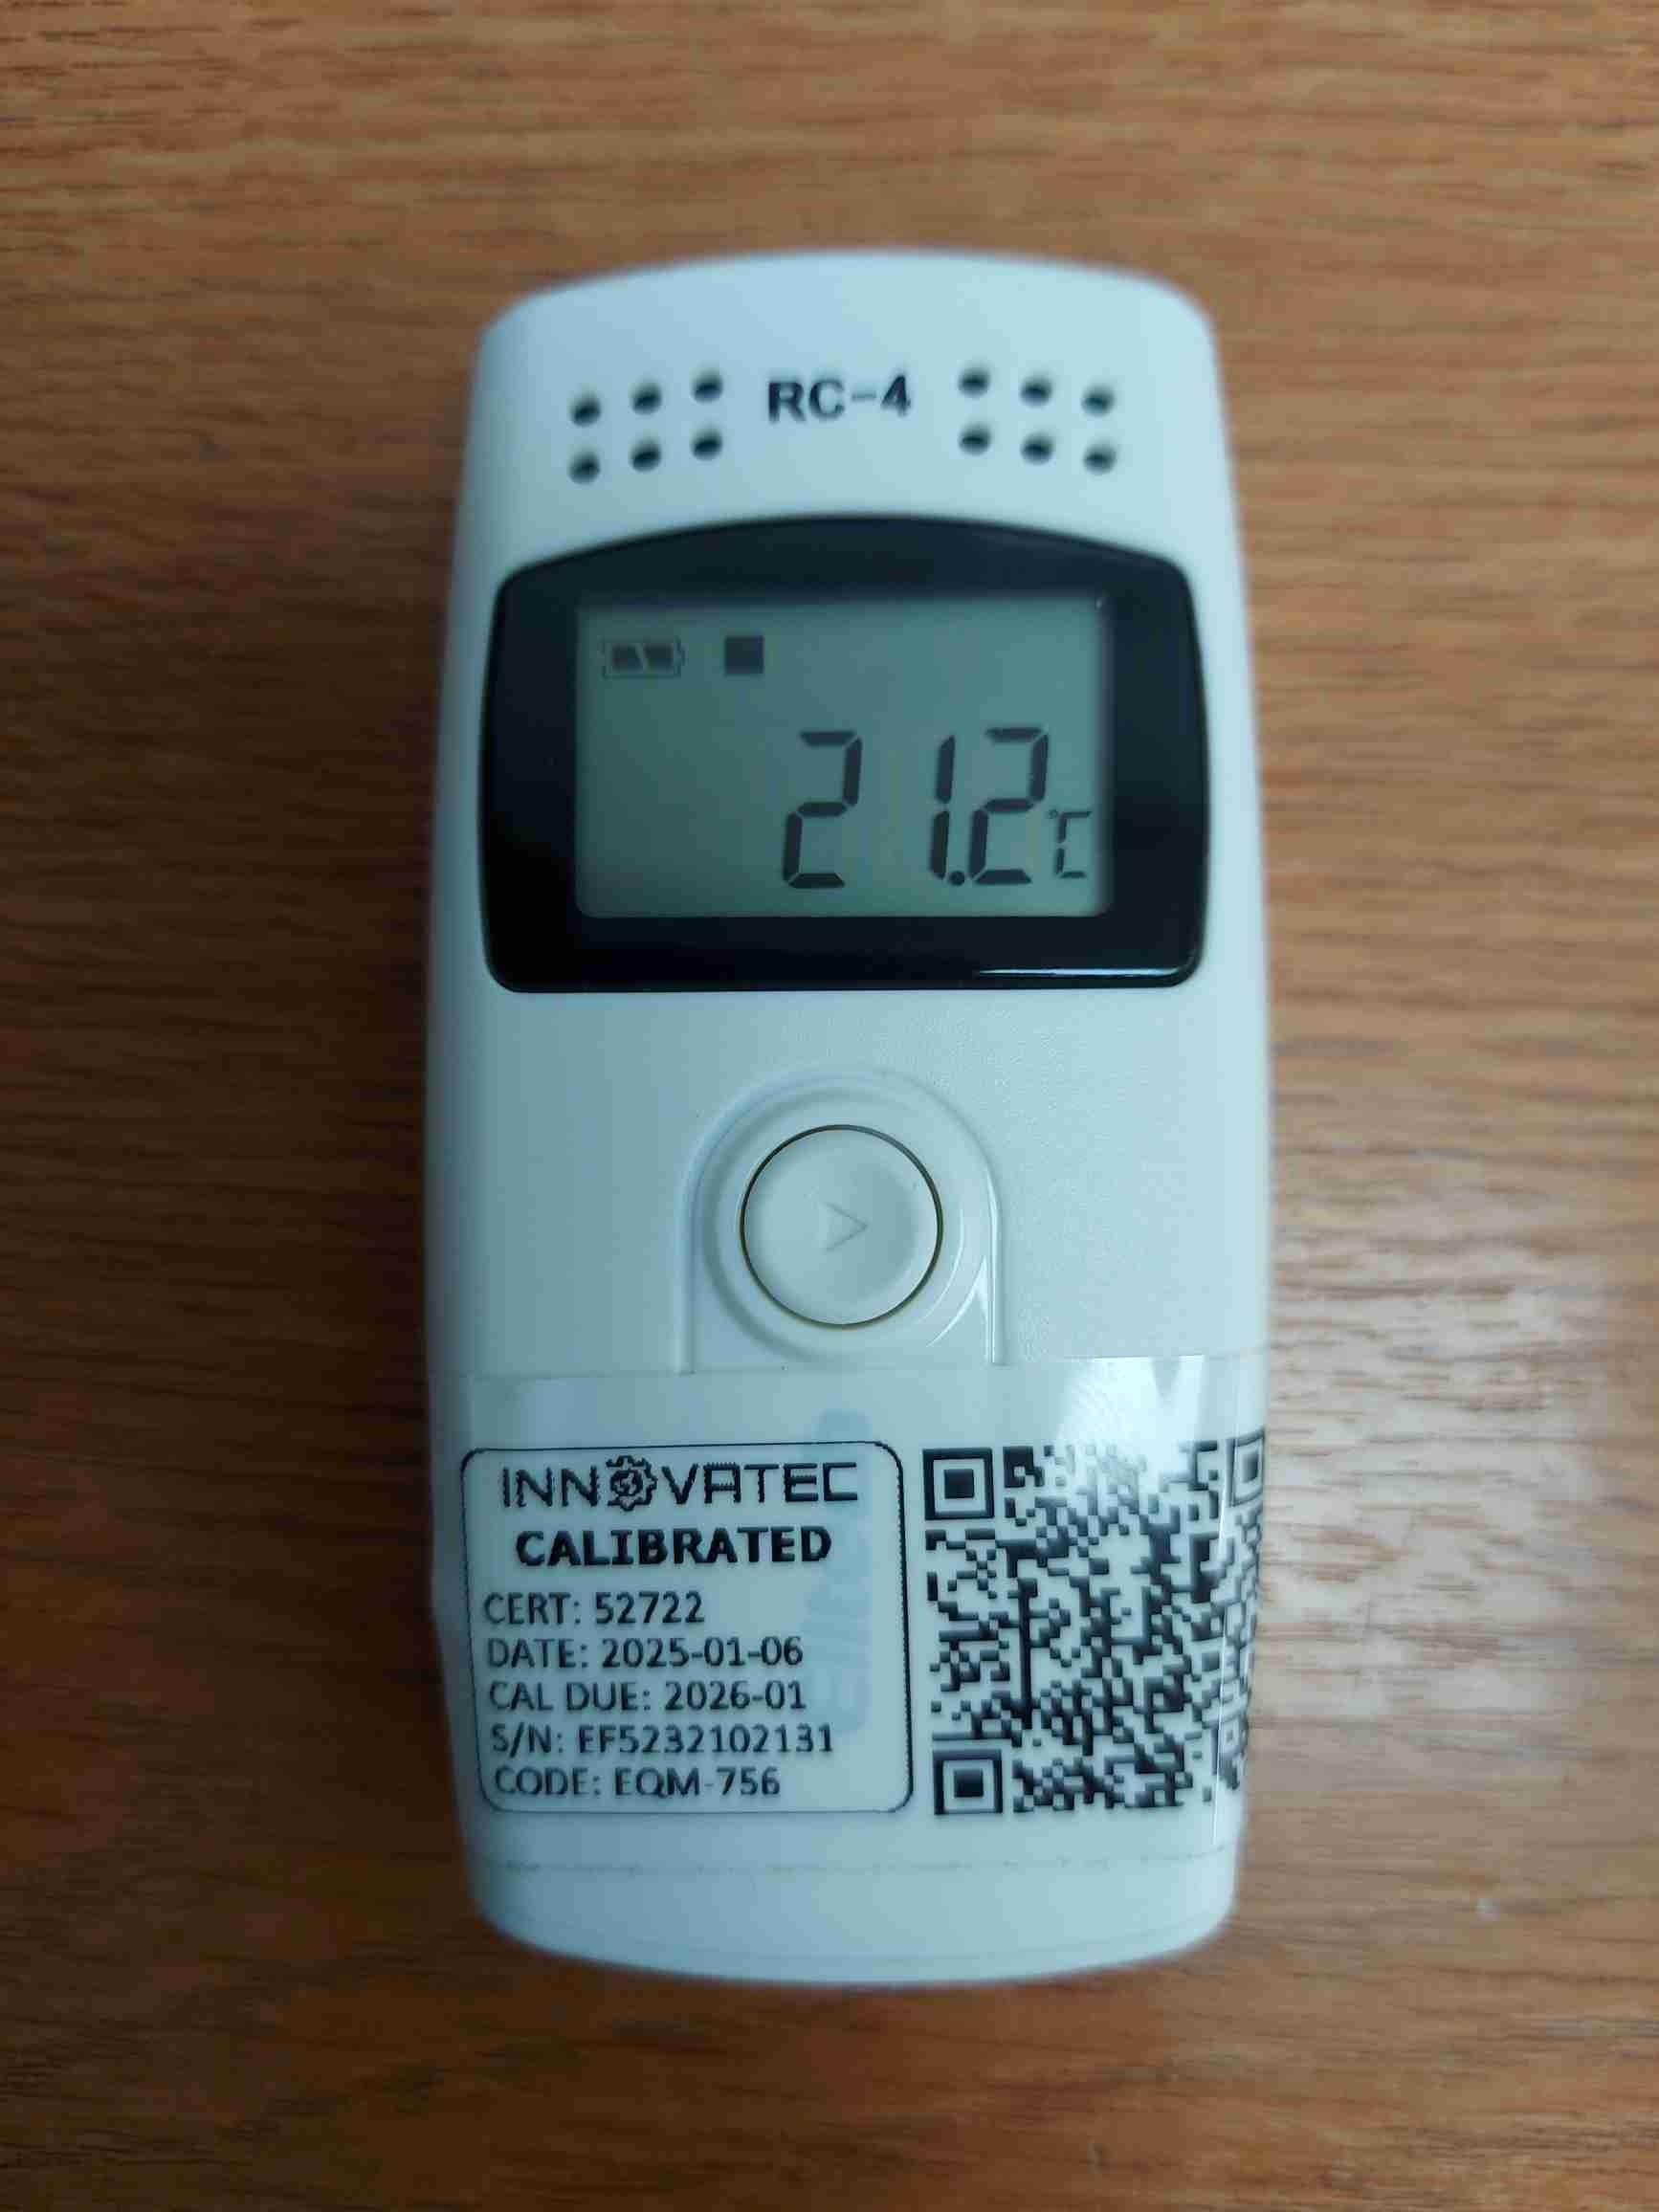 RC-4
21.2℃
INNOVATEC
CALIBRATED
CERT: 52722
DATE: 2025-01-06
CAL DUE: 2026-01
S/N: EF5232102131
CODE: EQM-756